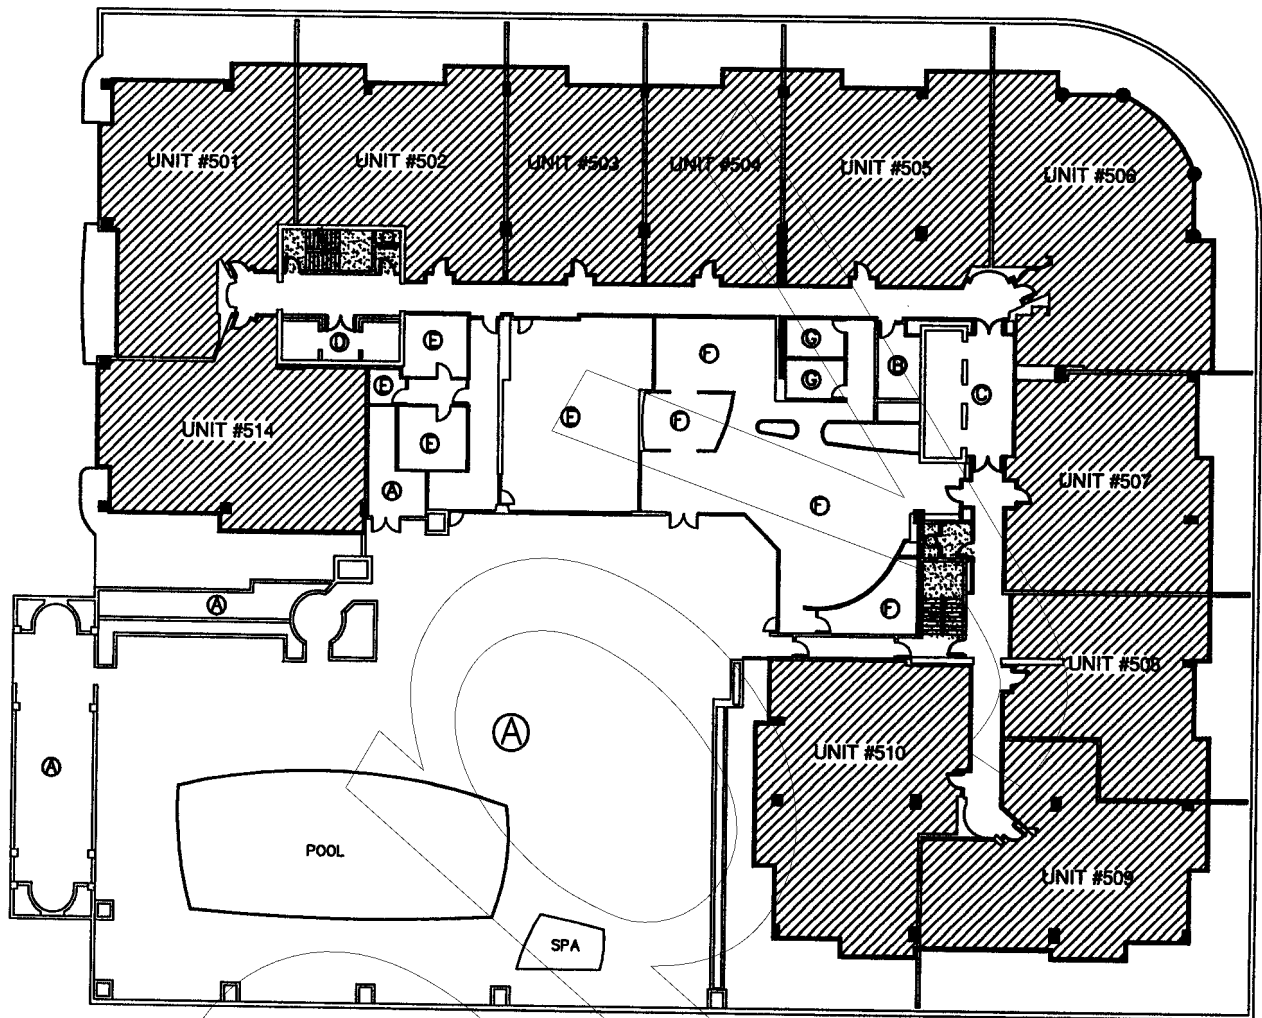 UNIT #501
UNIT #502
UNIT #503
UNIT #504
UNIT #505
UNIT #506
D
E
F
G
B
E
G
C
E
F
UNIT #514
E
UNIT #507
A
F
A
F
UNIT #508
A
UNIT #510
A
POOL
UNIT #509
SPA